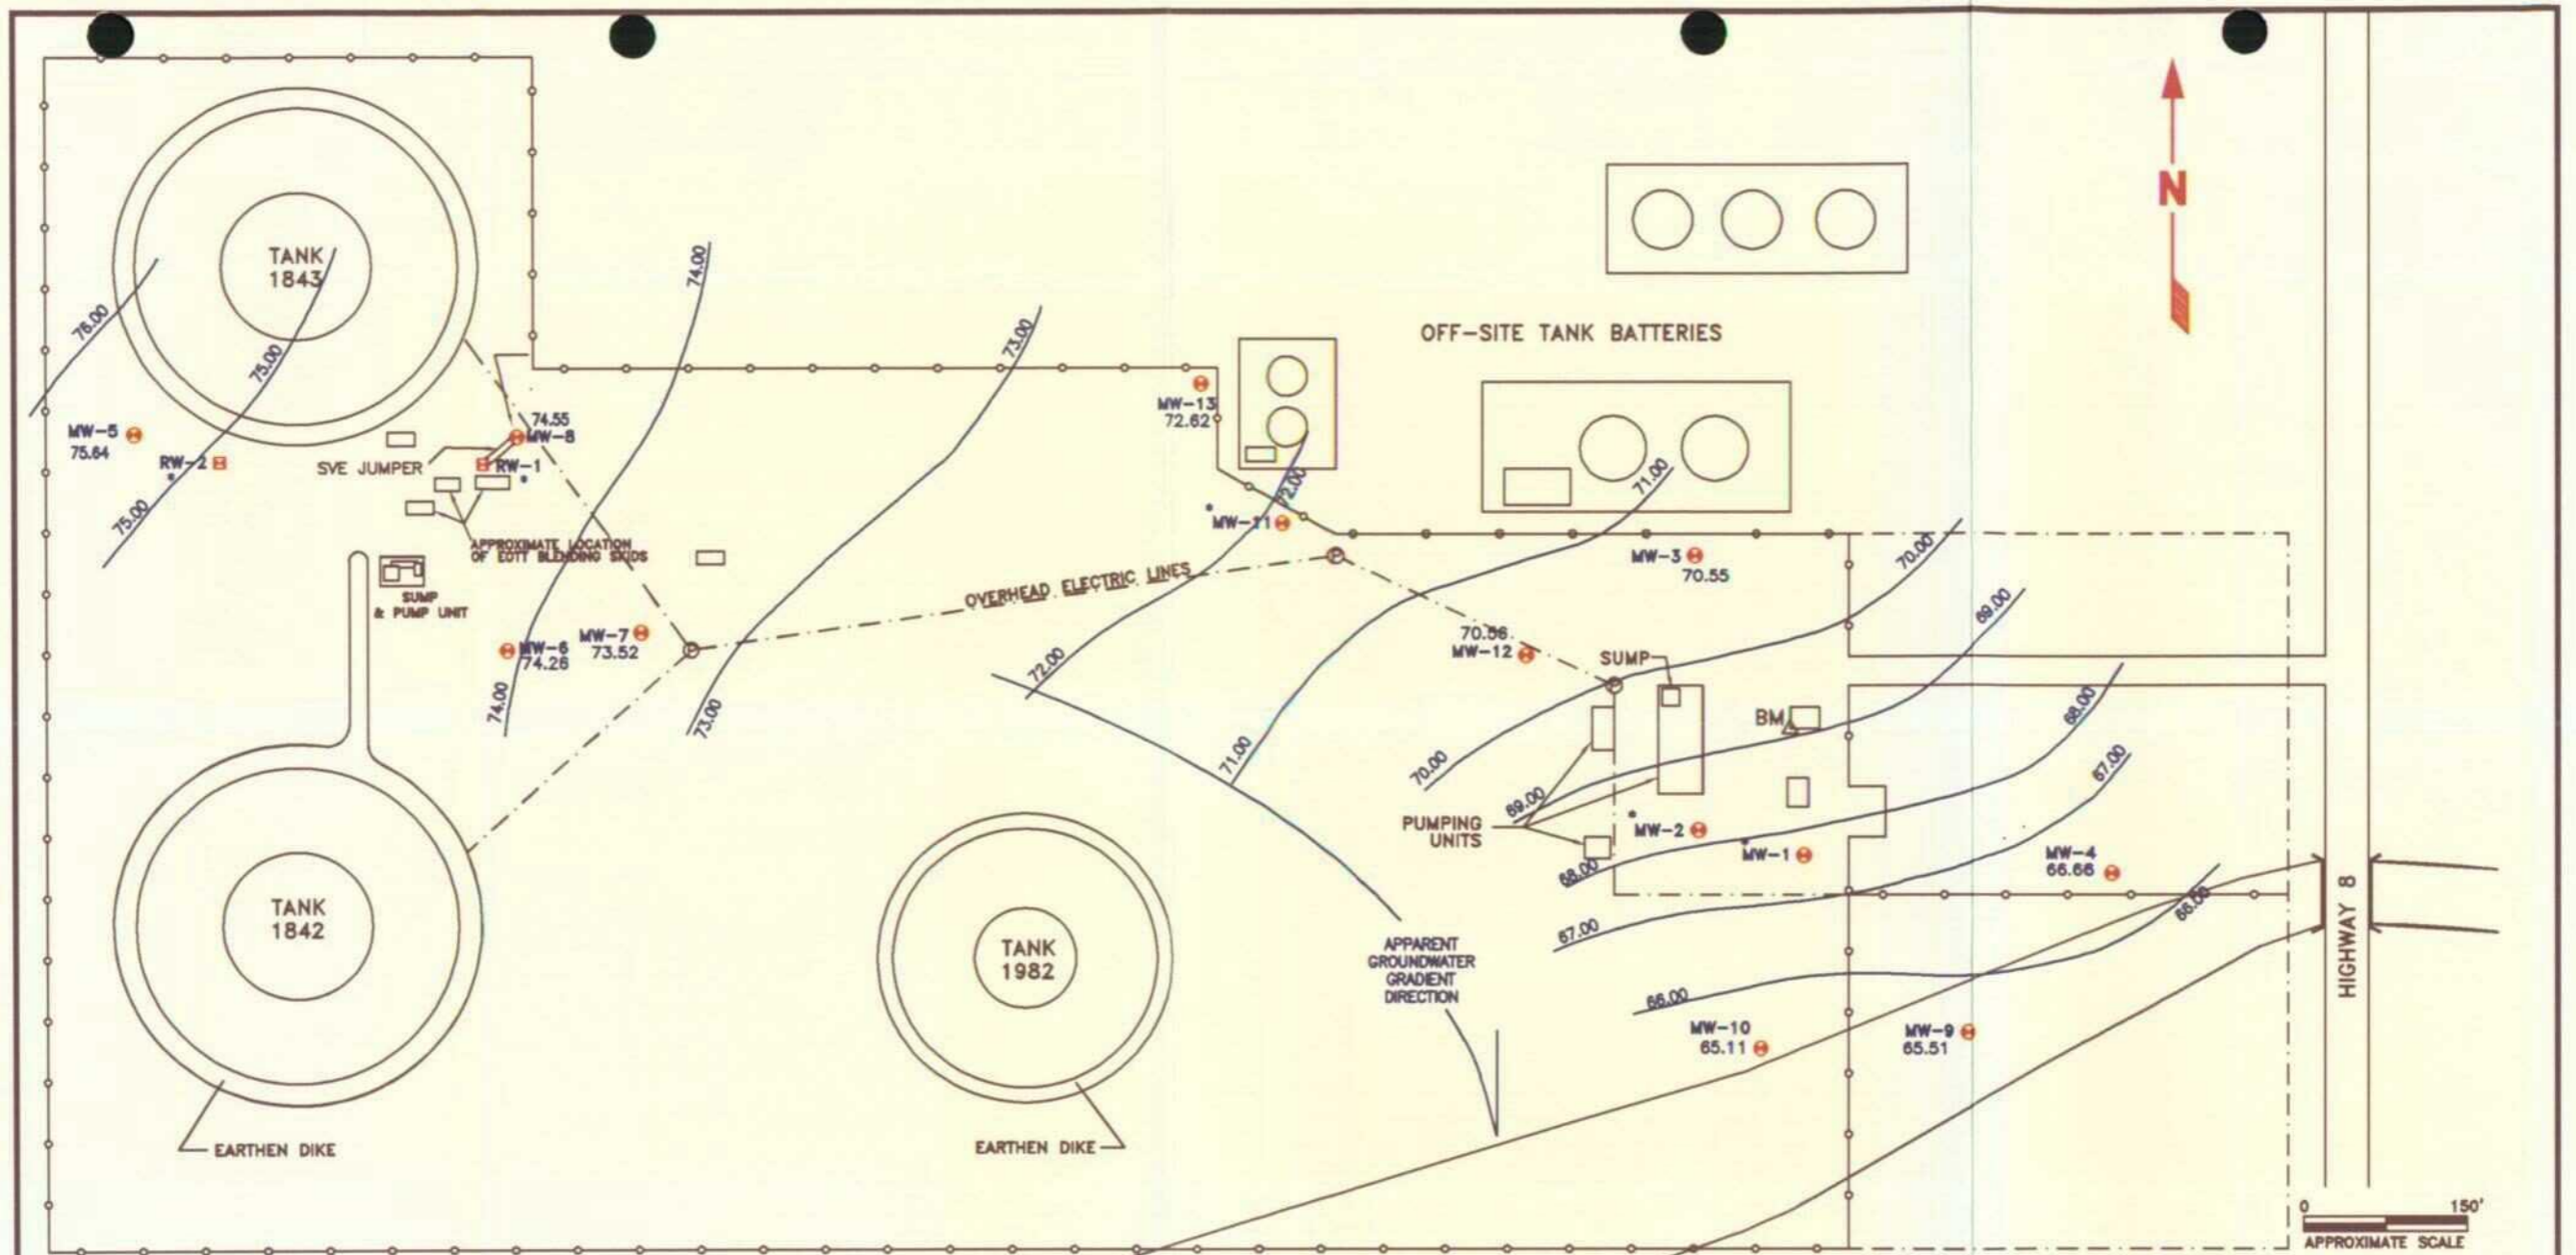 N
TANK
1843
76.00
75.00
74.00
73.00
OFF-SITE TANK BATTERIES
MW-13
72.62
MW-5
75.64
RW-2
*
75.00
74.55
MW-8
SVE JUMPER
RW-1
*
72.00
71.00
*
MW-11
APPROXIMATE LOCATION
OF EOTT BLENDING SKIDS
OVERHEAD ELECTRIC LINES
MW-3
70.55
70.00
69.00
SUMP
& PUMP UNIT
MW-6
74.26
MW-7
73.52
74.00
73.00
72.00
70.56
MW-12
SUMP
BM
68.00
67.00
71.00
70.00
69.00
PUMPING
UNITS
*
MW-2
*
MW-1
MW-4
66.66
68.00
67.00
66.00
66.00
TANK
1842
TANK
1982
APPARENT
GROUNDWATER
GRADIENT
DIRECTION
MW-10
65.11
MW-9
65.51
HIGHWAY 8
EARTHEN DIKE
EARTHEN DIKE
0 150'
APPROXIMATE SCALE